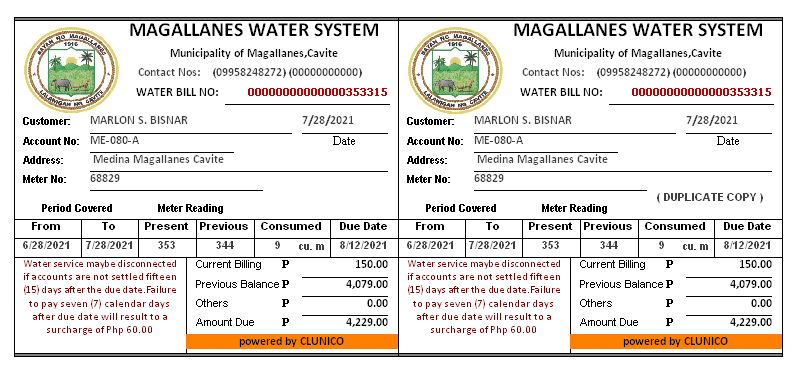 MAGALLANES WATER SYSTEM
Municipality of Magallanes,Cavite
Contact Nos: (09958248272) (00000000000)
WATER BILL NO: 000000000000000353315
BAYAN NG MAGALLANES
1916
LALAWIGAN NG CAVITE
Customer: MARLON S. BISNAR 7/28/2021
Account No: ME-080-A Date
Address: Medina Magallanes Cavite
Meter No: 68829
Period Covered Meter Reading
From To Present Previous Consumed Due Date
6/28/2021 7/28/2021 353 344 9 cu. m 8/12/2021
Water service maybe disconnected
if accounts are not settled fifteen
(15) days after the due date.Failure
to pay seven (7) calendar days
after due date will result to a
surcharge of Php 60.00
Current Billing P 150.00
Previous Balance P 4,079.00
Others P 0.00
Amount Due P 4,229.00
powered by CLUNICO
MAGALLANES WATER SYSTEM
Municipality of Magallanes,Cavite
Contact Nos: (09958248272) (00000000000)
WATER BILL NO: 000000000000000353315
BAYAN NG MAGALLANES
1916
LALAWIGAN NG CAVITE
Customer: MARLON S. BISNAR 7/28/2021
Account No: ME-080-A Date
Address: Medina Magallanes Cavite
Meter No: 68829
( DUPLICATE COPY )
Period Covered Meter Reading
From To Present Previous Consumed Due Date
6/28/2021 7/28/2021 353 344 9 cu. m 8/12/2021
Water service maybe disconnected
if accounts are not settled fifteen
(15) days after the due date.Failure
to pay seven (7) calendar days
after due date will result to a
surcharge of Php 60.00
Current Billing P 150.00
Previous Balance P 4,079.00
Others P 0.00
Amount Due P 4,229.00
powered by CLUNICO